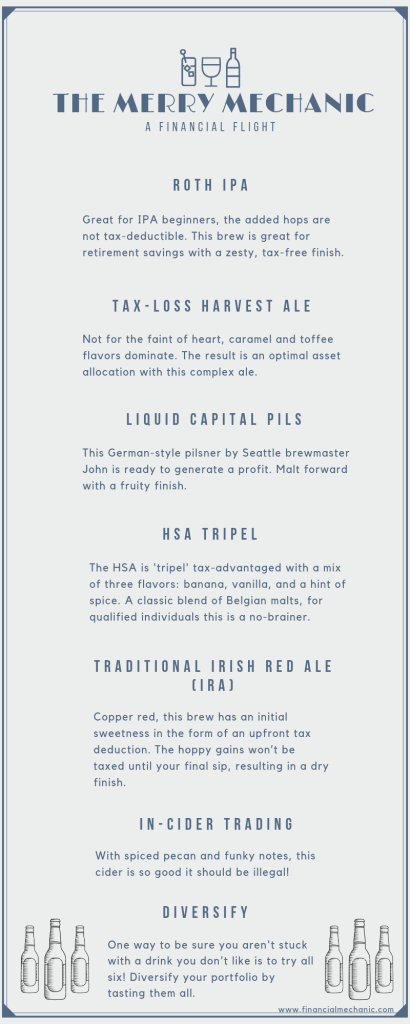 THE MERRY MECHANIC
A FINANCIAL FLIGHT
ROTH IPA
Great for IPA beginners, the added hops are
not tax-deductible. This brew is great for
retirement savings with a zesty, tax-free finish.
TAX-LOSS HARVEST ALE
Not for the faint of heart, caramel and toffee
flavors dominate. The result is an optimal asset
allocation with this complex ale.
LIQUID CAPITAL PILS
This German-style pilsner by Seattle brewmaster
John is ready to generate a profit. Malt forward
with a fruity finish.
HSA TRIPEL
The HSA is 'tripel' tax-advantaged with a mix
of three flavors: banana, vanilla, and a hint of
spice. A classic blend of Belgian malts, for
qualified individuals this is a no-brainer.
TRADITIONAL IRISH RED ALE
(IRA)
Copper red, this brew has an initial
sweetness in the form of an upfront tax
deduction. The hoppy gains won't be
taxed until your final sip, resulting in a dry
finish.
IN-CIDER TRADING
With spiced pecan and funky notes, this
cider is so good it should be illegal!
DIVERSIFY
One way to be sure you aren't stuck
with a drink you don't like is to try all
six! Diversify your portfolio by
tasting them all.
www.financialmechanic.com